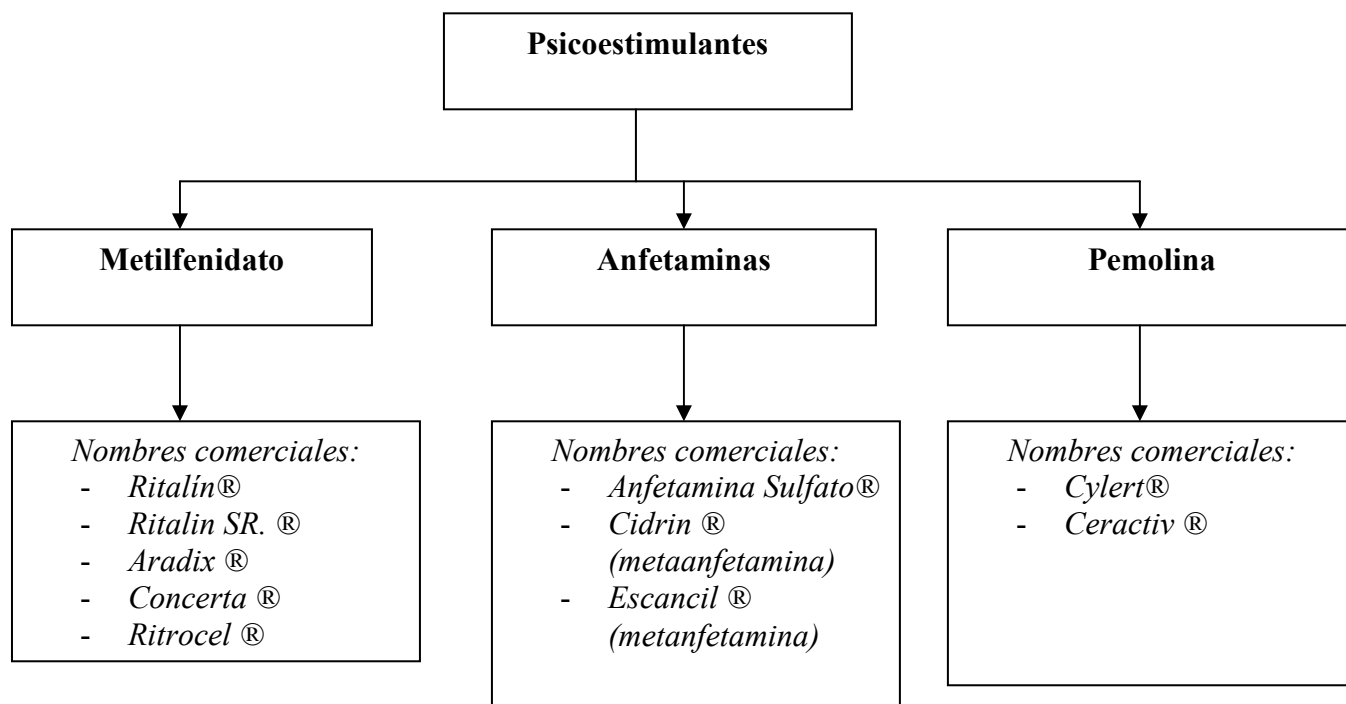 Psicoestimulantes
Metilfenidato
Anfetaminas
Pemolina
Nombres comerciales:
- Ritalín®
- Ritalin SR. ®
- Aradix ®
- Concerta ®
- Ritrocel ®
Nombres comerciales:
- Anfetamina Sulfato®
- Cidrin ®
(metaanfetamina)
- Escancil ®
(metanfetamina)
Nombres comerciales:
- Cylert®
- Ceractiv ®